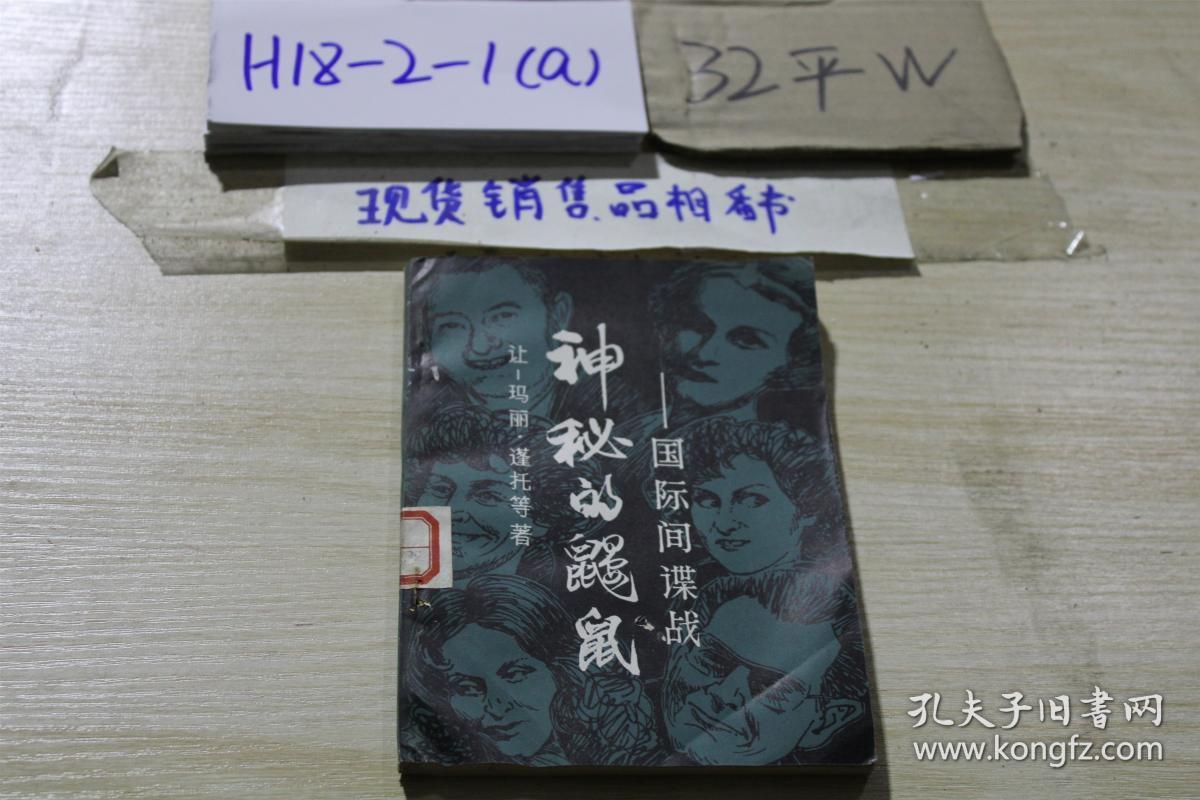 H18-2-1(a)
32平W
现货销售品相看书
神秘的鼹鼠
——国际间谍战
让-玛丽·逢托等著
孔夫子旧書网
www.kongfz.com